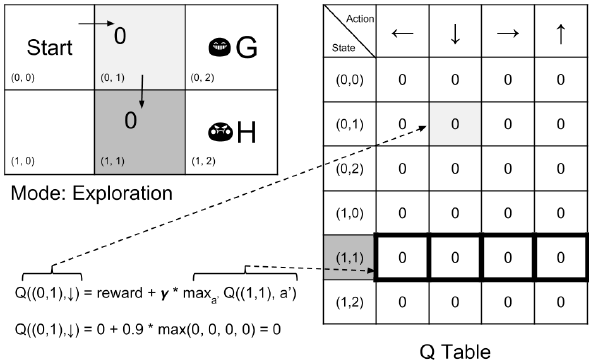 Start
0
G
(0, 0)
(0, 1)
(0, 2)
0
H
(1, 0)
(1, 1)
(1, 2)
Mode: Exploration
Q((0,1),↓) = reward + γ * maxₐ' Q((1,1), a')
Q((0,1),↓) = 0 + 0.9 * max(0, 0, 0, 0) = 0
Action
State
← ↓ → ↑
(0,0) 0 0 0 0
(0,1) 0 0 0 0
(0,2) 0 0 0 0
(1,0) 0 0 0 0
(1,1) 0 0 0 0
(1,2) 0 0 0 0
Q Table